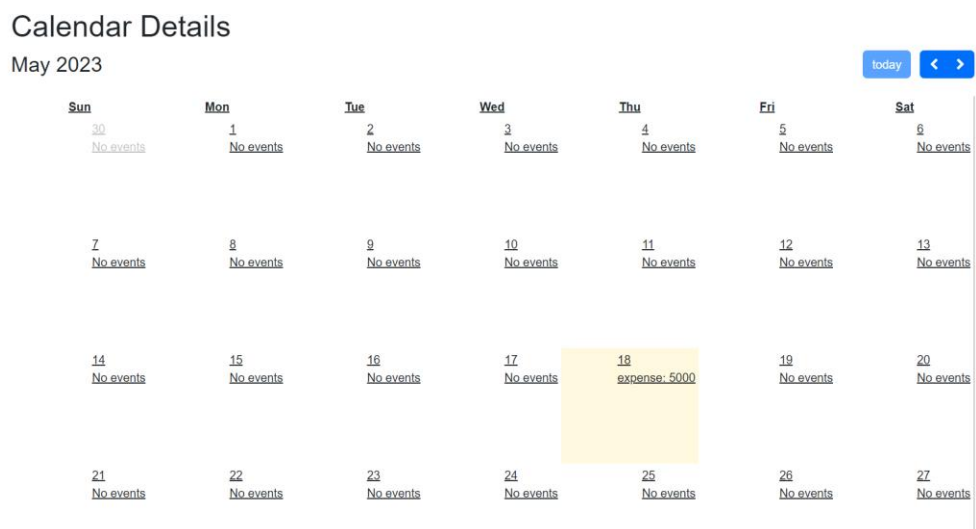 Calendar Details
May 2023
today
Sun Mon Tue Wed Thu Fri Sat
30 1 2 3 4 5 6
No events No events No events No events No events No events No events
7 8 9 10 11 12 13
No events No events No events No events No events No events No events
14 15 16 17 18 19 20
No events No events No events No events expense: 5000 No events No events
21 22 23 24 25 26 27
No events No events No events No events No events No events No events